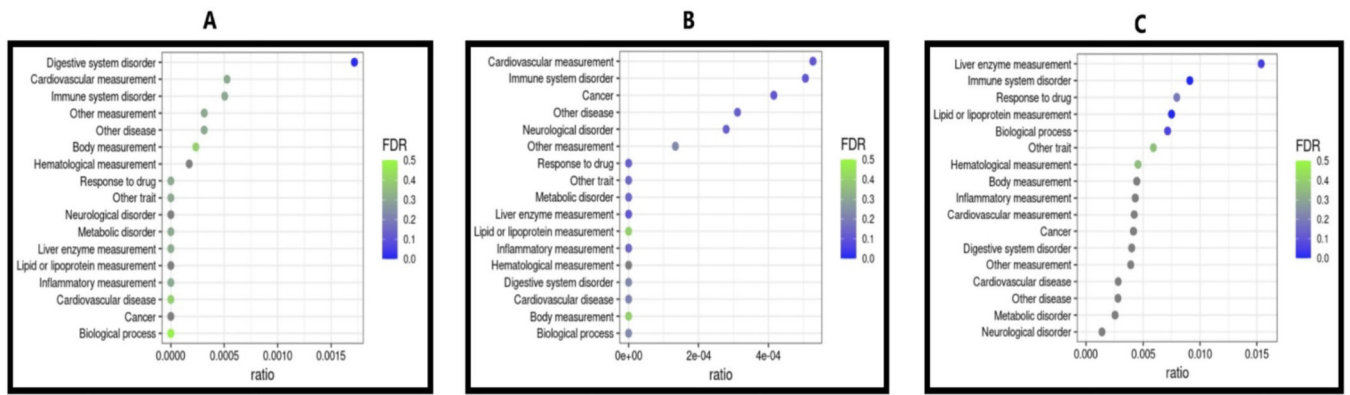 A
Digestive system disorder
Cardiovascular measurement
Immune system disorder
Other measurement
Other disease
Body measurement
Hematological measurement
Response to drug
Other trait
Neurological disorder
Metabolic disorder
Liver enzyme measurement
Lipid or lipoprotein measurement
Inflammatory measurement
Cardiovascular disease
Cancer
Biological process
0.0000 0.0005 0.0010 0.0015
ratio
FDR
0.5
0.4
0.3
0.2
0.1
0.0
B
Cardiovascular measurement
Immune system disorder
Cancer
Other disease
Neurological disorder
Other measurement
Response to drug
Other trait
Metabolic disorder
Liver enzyme measurement
Lipid or lipoprotein measurement
Inflammatory measurement
Hematological measurement
Digestive system disorder
Cardiovascular disease
Body measurement
Biological process
0e+00 2e-04 4e-04
ratio
FDR
0.5
0.4
0.3
0.2
0.1
0.0
C
Liver enzyme measurement
Immune system disorder
Response to drug
Lipid or lipoprotein measurement
Biological process
Other trait
Hematological measurement
Body measurement
Inflammatory measurement
Cardiovascular measurement
Cancer
Digestive system disorder
Other measurement
Cardiovascular disease
Other disease
Metabolic disorder
Neurological disorder
0.000 0.005 0.010 0.015
ratio
FDR
0.5
0.4
0.3
0.2
0.1
0.0